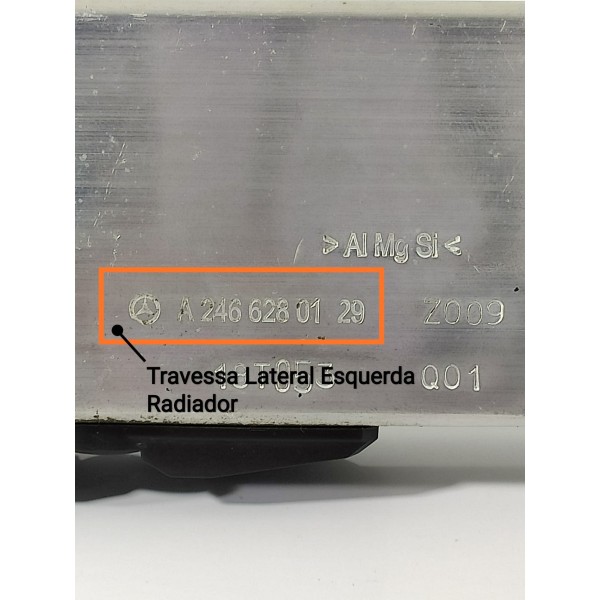 >Al Mg Si<
A 246 628 01 29 Z009
Q01
Travessa Lateral Esquerda
Radiador